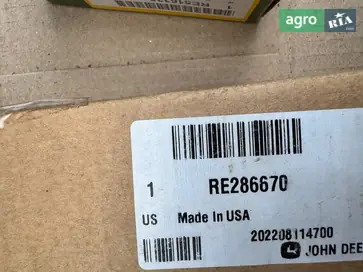 agro RIA
1 RE286670
US Made In USA
202208114700
JOHN DEE